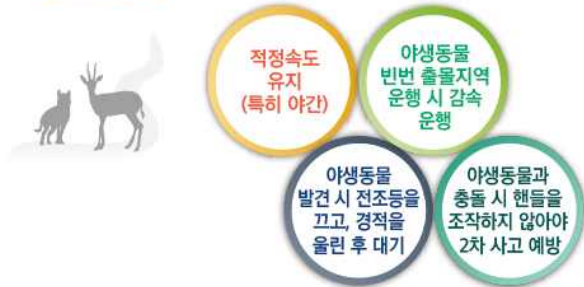 적정속도
유지
(특히 야간)
야생동물
빈번 출몰지역
운행 시 감속
운행
야생동물
발견 시 전조등을
끄고, 경적을
울린 후 대기
야생동물과
충돌 시 핸들을
조작하지 않아야
2차 사고 예방